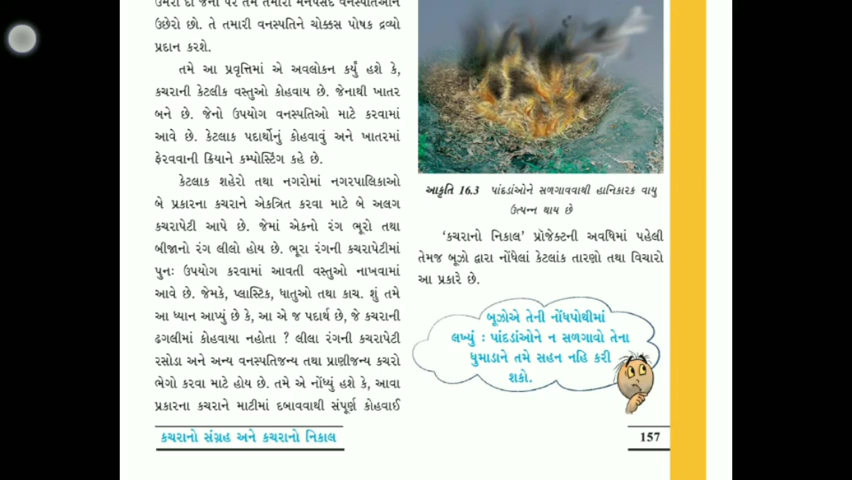 ઉછેરો છો. તે તમારી વનસ્પતિને ચોક્કસ પોષક દ્રવ્યો
પ્રદાન કરશે.
તમે આ પ્રવૃત્તિમાં એ અવલોકન કર્યું હશે કે,
કચરાની કેટલીક વસ્તુઓ કોહવાય છે. જેનાથી ખાતર
બને છે. જેનો ઉપયોગ વનસ્પતિઓ માટે કરવામાં
આવે છે. કેટલાક પદાર્થોનું કોહવાવું અને ખાતરમાં
ફેરવવાની ક્રિયાને કમ્પોસ્ટિંગ કહે છે.
કેટલાક શહેરો તથા નગરોમાં નગરપાલિકાઓ
બે પ્રકારના કચરાને એકત્રિત કરવા માટે બે અલગ
કચરાપેટી આપે છે. જેમાં એકનો રંગ ભૂરો તથા
બીજાનો રંગ લીલો હોય છે. ભૂરા રંગની કચરાપેટીમાં
પુનઃ ઉપયોગ કરવામાં આવતી વસ્તુઓ નાખવામાં
આવે છે. જેમકે, પ્લાસ્ટિક, ધાતુઓ તથા કાચ. શું તમે
આ ધ્યાન આપ્યું છે કે, આ એ જ પદાર્થ છે, જે કચરાની
ઢગલીમાં કોહવાયા નહોતા ? લીલા રંગની કચરાપેટી
રસોડા અને અન્ય વનસ્પતિજન્ય તથા પ્રાણીજન્ય કચરો
ભેગો કરવા માટે હોય છે. તમે એ નોંધ્યું હશે કે, આવા
પ્રકારના કચરાને માટીમાં દબાવવાથી સંપૂર્ણ કોહવાઈ
આકૃતિ 16.3 પાંદડાંઓને સળગાવવાથી હાનિકારક વાયુ
ઉત્પન્ન થાય છે
‘કચરાનો નિકાલ’ પ્રોજેક્ટની અવધિમાં પહેલી
તેમજ બૂઝો દ્વારા નોંધેલાં કેટલાંક તારણો તથા વિચારો
આ પ્રકારે છે.
બૂઝોએ તેની નોંધપોથીમાં
લખ્યું : પાંદડાંઓને ન સળગાવો તેના
ધુમાડાને તમે સહન નહિ કરી
શકો.
કચરાનો સંગ્રહ અને કચરાનો નિકાલ
157